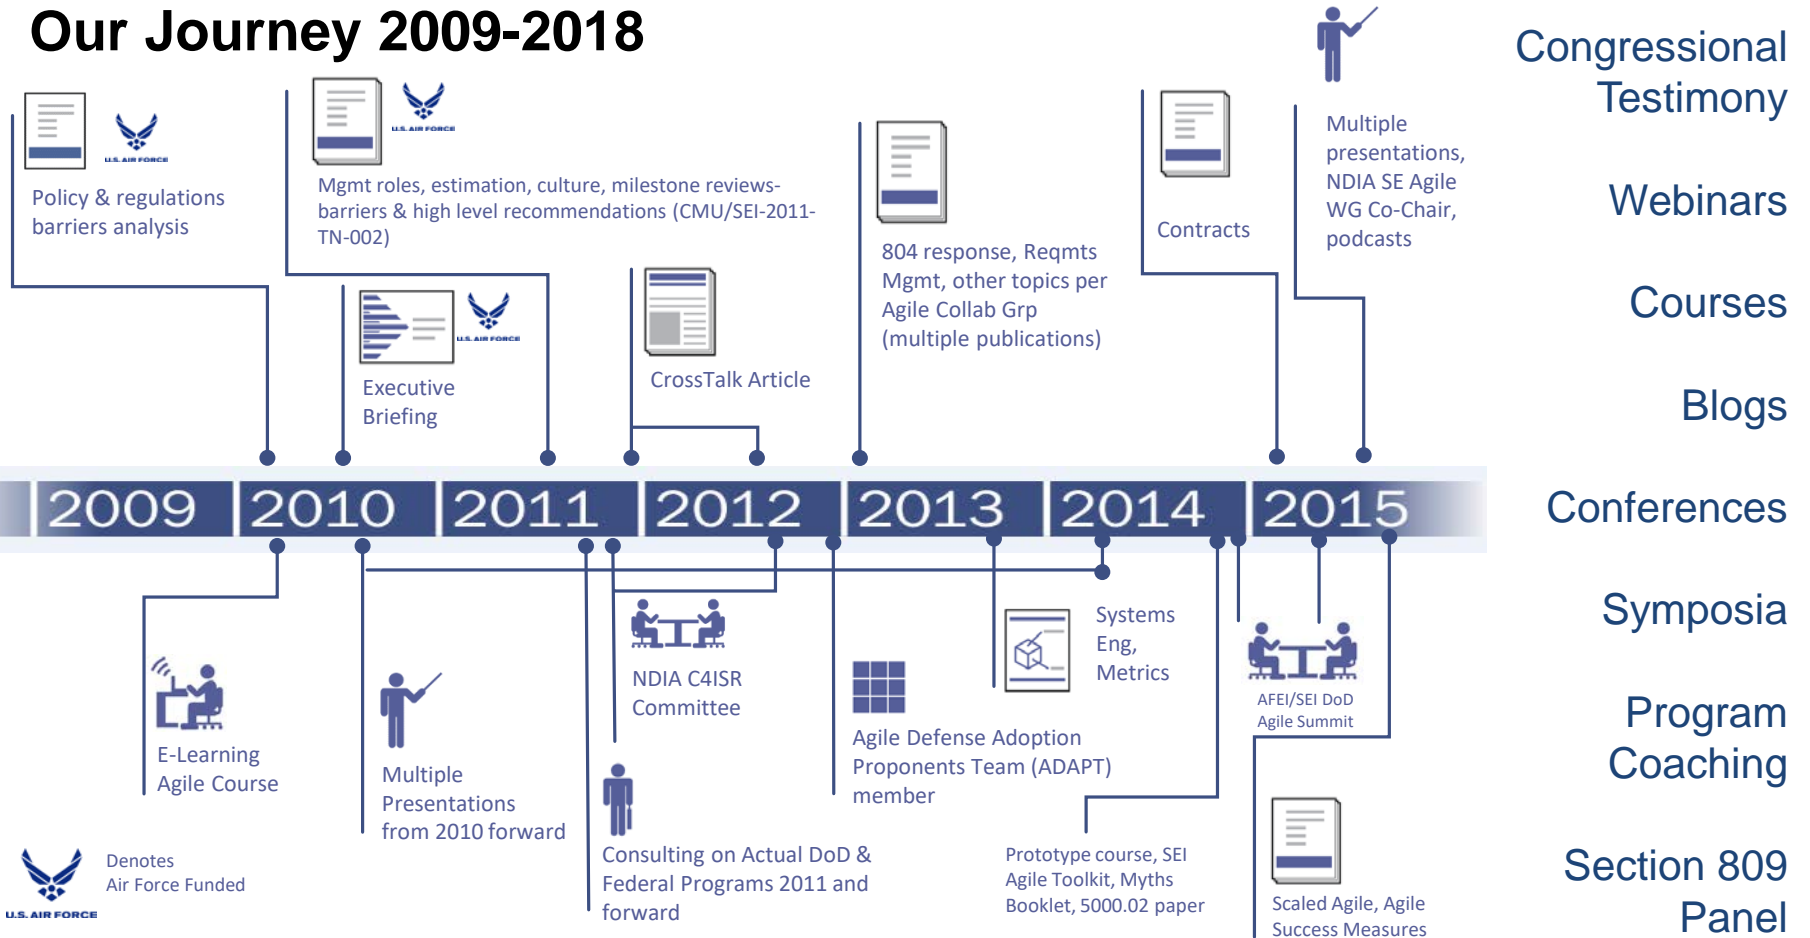 Our Journey 2009-2018
U.S. AIR FORCE
Policy & regulations
barriers analysis
U.S. AIR FORCE
Mgmt roles, estimation, culture, milestone reviews-
barriers & high level recommendations (CMU/SEI-2011-
TN-002)
U.S. AIR FORCE
Executive
Briefing
CrossTalk Article
804 response, Reqmts
Mgmt, other topics per
Agile Collab Grp
(multiple publications)
Contracts
Multiple
presentations,
NDIA SE Agile
WG Co-Chair,
podcasts
2009
2010
2011
2012
2013
2014
2015
E-Learning
Agile Course
Multiple
Presentations
from 2010 forward
NDIA C4ISR
Committee
Consulting on Actual DoD &
Federal Programs 2011 and
forward
Agile Defense Adoption
Proponents Team (ADAPT)
member
Systems
Eng,
Metrics
Prototype course, SEI
Agile Toolkit, Myths
Booklet, 5000.02 paper
AFEI/SEI DoD
Agile Summit
Scaled Agile, Agile
Success Measures
U.S. AIR FORCE
Denotes
Air Force Funded
Congressional
Testimony
Webinars
Courses
Blogs
Conferences
Symposia
Program
Coaching
Section 809
Panel